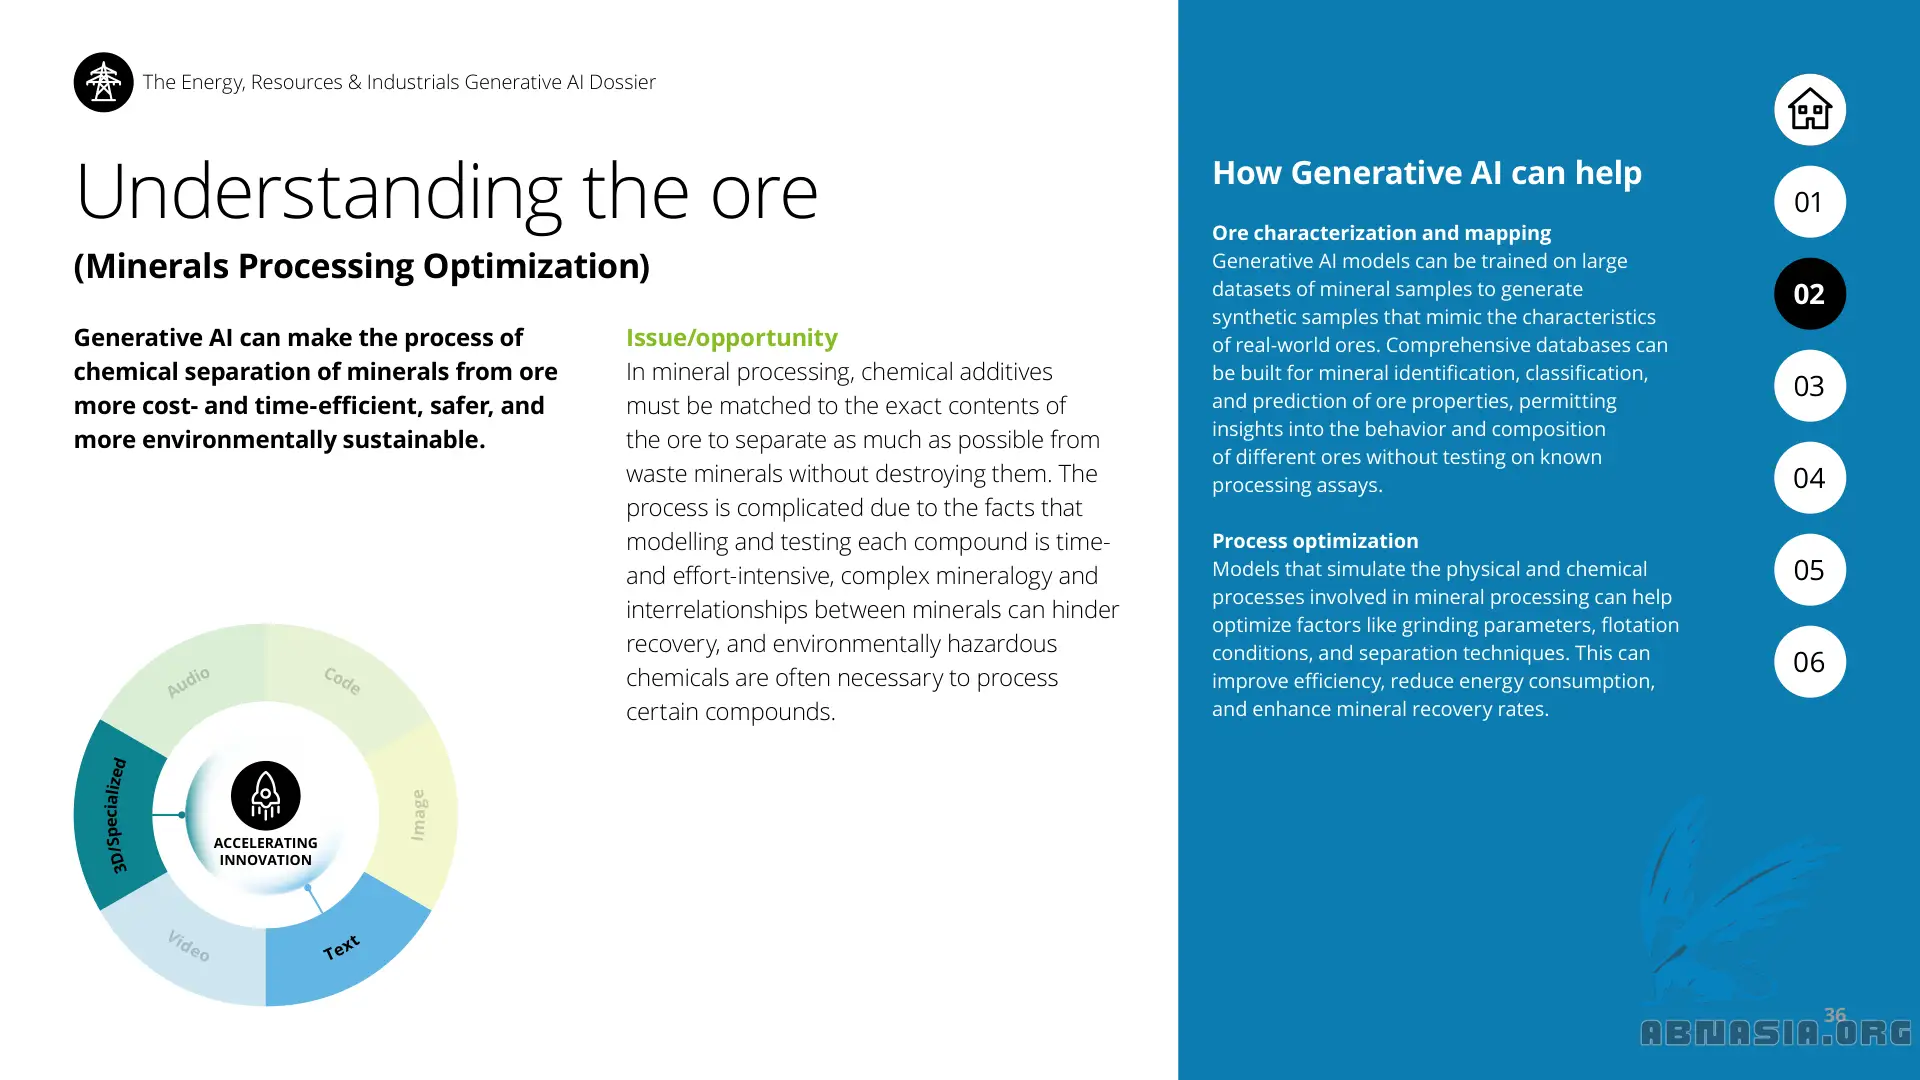 The Energy, Resources & Industrials Generative AI Dossier
Understanding the ore
(Minerals Processing Optimization)
Generative AI can make the process of
chemical separation of minerals from ore
more cost- and time-efficient, safer, and
more environmentally sustainable.
Issue/opportunity
In mineral processing, chemical additives
must be matched to the exact contents of
the ore to separate as much as possible from
waste minerals without destroying them. The
process is complicated due to the facts that
modelling and testing each compound is time-
and effort-intensive, complex mineralogy and
interrelationships between minerals can hinder
recovery, and environmentally hazardous
chemicals are often necessary to process
certain compounds.
Audio
Code
3D/Specialized
Image
ACCELERATING
INNOVATION
Video
Text
How Generative AI can help
Ore characterization and mapping
Generative AI models can be trained on large
datasets of mineral samples to generate
synthetic samples that mimic the characteristics
of real-world ores. Comprehensive databases can
be built for mineral identification, classification,
and prediction of ore properties, permitting
insights into the behavior and composition
of different ores without testing on known
processing assays.
Process optimization
Models that simulate the physical and chemical
processes involved in mineral processing can help
optimize factors like grinding parameters, flotation
conditions, and separation techniques. This can
improve efficiency, reduce energy consumption,
and enhance mineral recovery rates.
01
02
03
04
05
06
36
ABNASIA.ORG